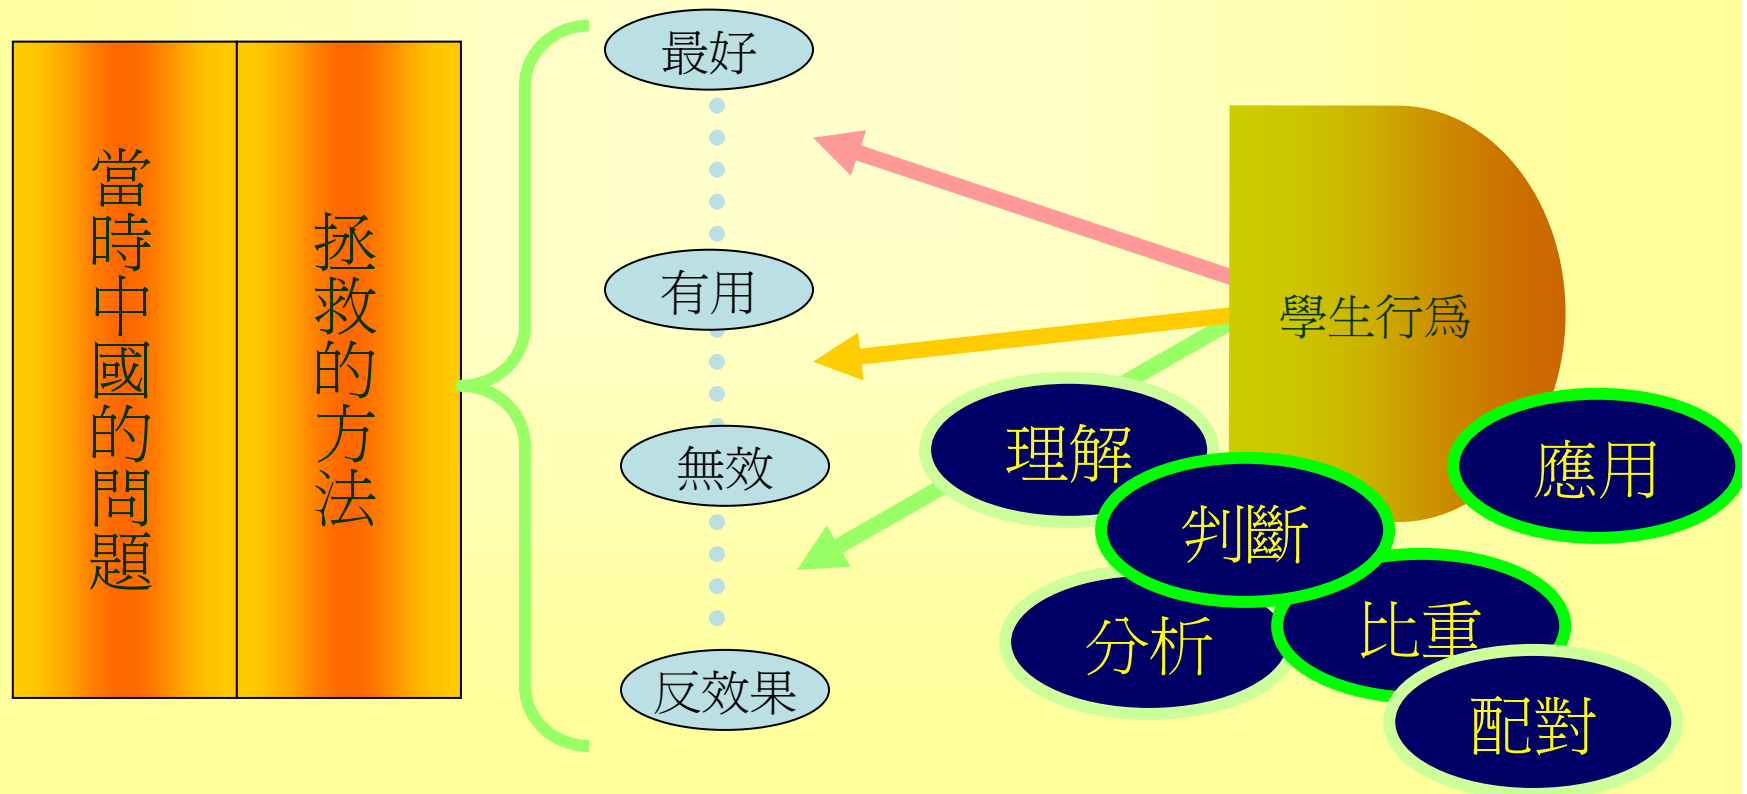 當時中國的問題
拯救的方法
最好
有用
無效
反效果
學生行爲
理解
判斷
分析
比重
配對
應用